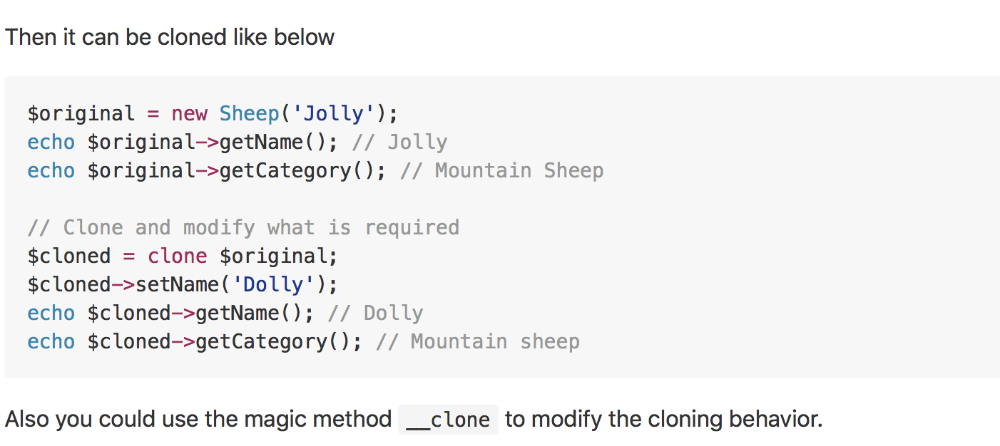 Then it can be cloned like below
$original = new Sheep('Jolly');
echo $original->getName(); // Jolly
echo $original->getCategory(); // Mountain Sheep
// Clone and modify what is required
$cloned = clone $original;
$cloned->setName('Dolly');
echo $cloned->getName(); // Dolly
echo $cloned->getCategory(); // Mountain sheep
Also you could use the magic method __clone to modify the cloning behavior.